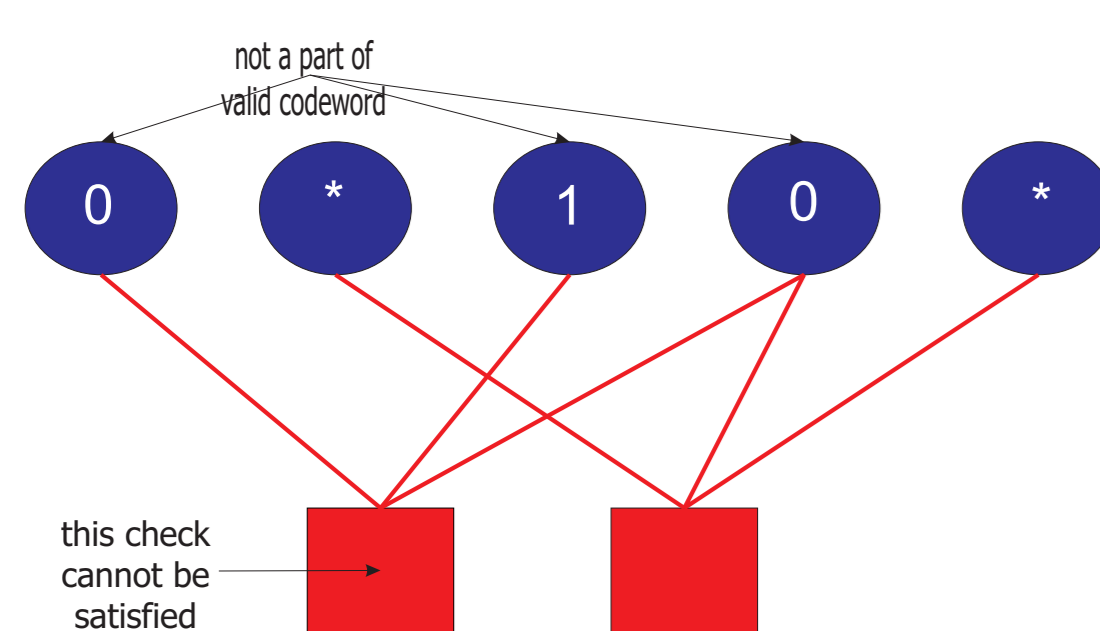 not a part of
valid codeword
0 * 1 0 *
this check
cannot be
satisfied